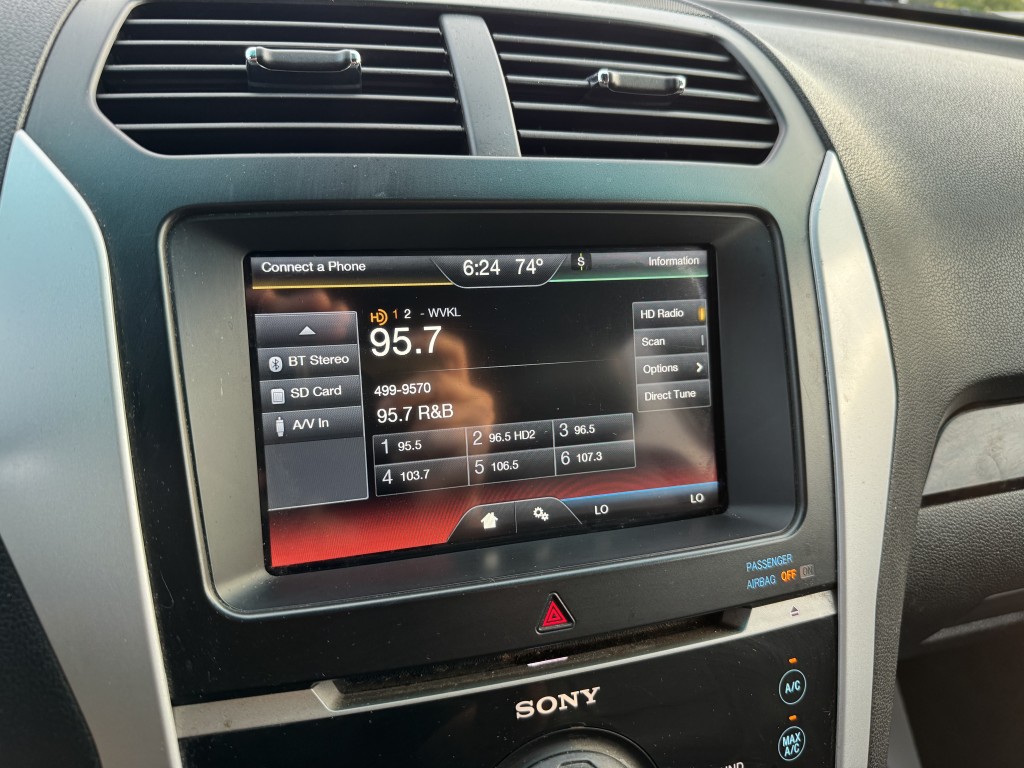 Connect a Phone
6:24 74°
S
Information
HD 1 2 - WVKL
95.7
499-9570
95.7 R&B
BT Stereo
SD Card
A/V In
1 95.5
2 96.5 HD2
3 96.5
4 103.7
5 106.5
6 107.3
HD Radio
Scan
Options
Direct Tune
LO
LO
PASSENGER
AIRBAG OFF ON
SONY
A/C
MAX
A/C